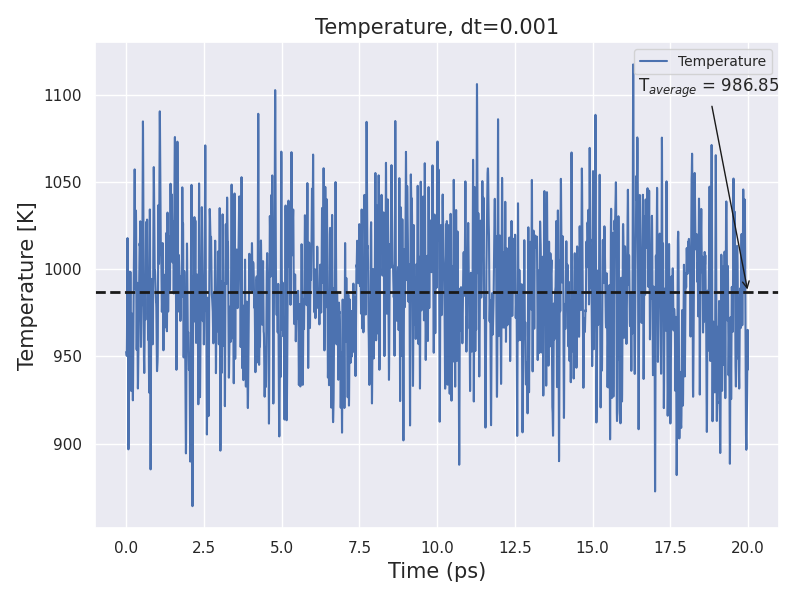 Temperature, dt=0.001
Temperature
T_average = 986.85
1100
1050
1000
950
900
Temperature [K]
0.0 2.5 5.0 7.5 10.0 12.5 15.0 17.5 20.0
Time (ps)